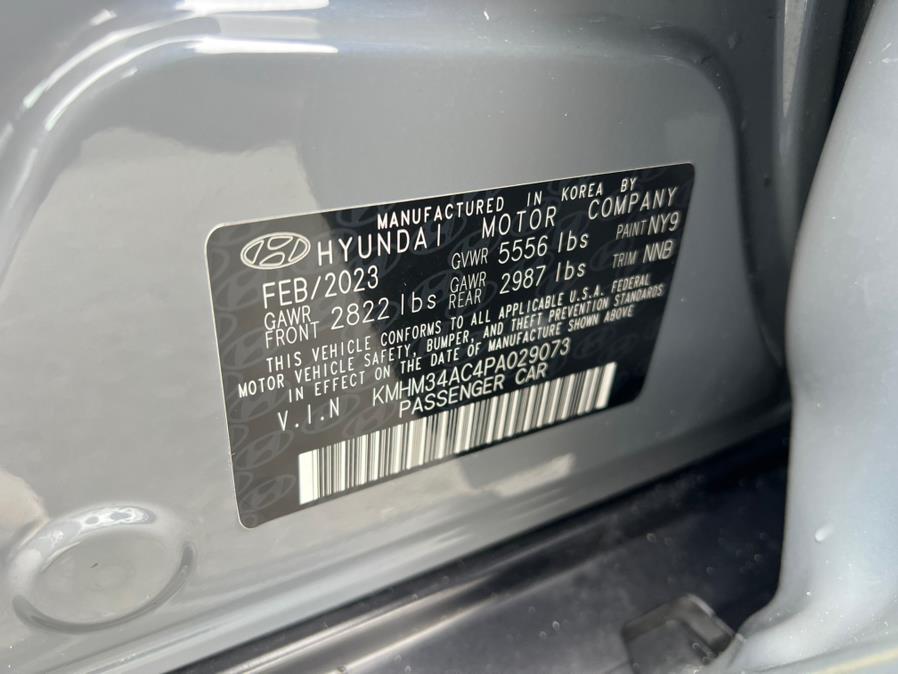 MANUFACTURED IN KOREA BY
HYUNDAI MOTOR COMPANY
FEB/2023 GVWR 5556 lbs PAINT NY9
GAWR FRONT 2822 lbs GAWR REAR 2987 lbs TRIM NNB
THIS VEHICLE CONFORMS TO ALL APPLICABLE U.S.A. FEDERAL
MOTOR VEHICLE SAFETY, BUMPER, AND THEFT PREVENTION STANDARDS
IN EFFECT ON THE DATE OF MANUFACTURE SHOWN ABOVE
V.I.N KMHM34AC4PA029073
PASSENGER CAR